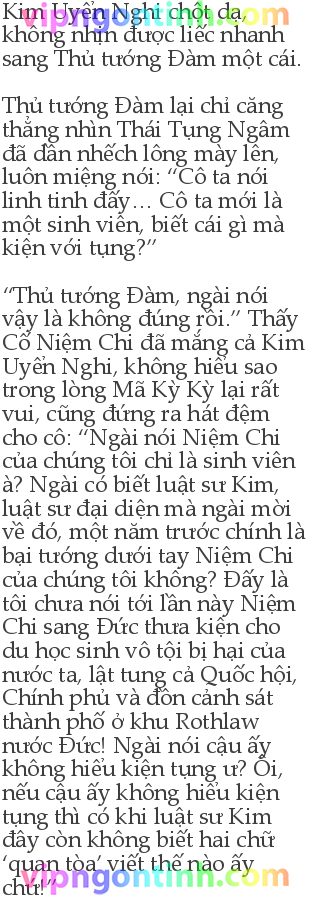 vipngontinh.com
Kim Uyển Nghi chột dạ,
không nhịn được liếc nhanh
sang Thủ tướng Đàm một cái.
Thủ tướng Đàm lại chỉ căng
thẳng nhìn Thái Tụng Ngâm
đã dần nhếch lông mày lên,
luôn miệng nói: “Cô ta nói
linh tinh đấy… Cô ta mới là
một sinh viên, biết cái gì mà
kiện với tụng?”
“Thủ tướng Đàm, ngài nói
vậy là không đúng rồi.” Thấy
Cố Niệm Chi đã mắng cả Kim
Uyển Nghi, không hiểu sao
trong lòng Mã Kỳ Kỳ lại rất
vui, cũng đứng ra hát đệm
cho cô: “Ngài nói Niệm Chi
của chúng tôi chỉ là sinh viên
à? Ngài có biết luật sư Kim,
luật sư đại diện mà ngài mời
về đó, một năm trước chính là
bại tướng dưới tay Niệm Chi
của chúng tôi không? Đấy là
tôi chưa nói tới lần này Niệm
Chi sang Đức thưa kiện cho
du học sinh vô tội bị hại của
nước ta, lật tung cả Quốc hội,
Chính phủ và đồn cảnh sát
thành phố ở khu Rothlaw
nước Đức! Ngài nói cậu ấy
không hiểu kiện tụng ư? Ôi,
nếu cậu ấy không hiểu kiện
tụng thì có khi luật sư Kim
đây còn không biết hai chữ
‘quan tòa’ viết thế nào ấy
chứ!”
vipngontinh.com